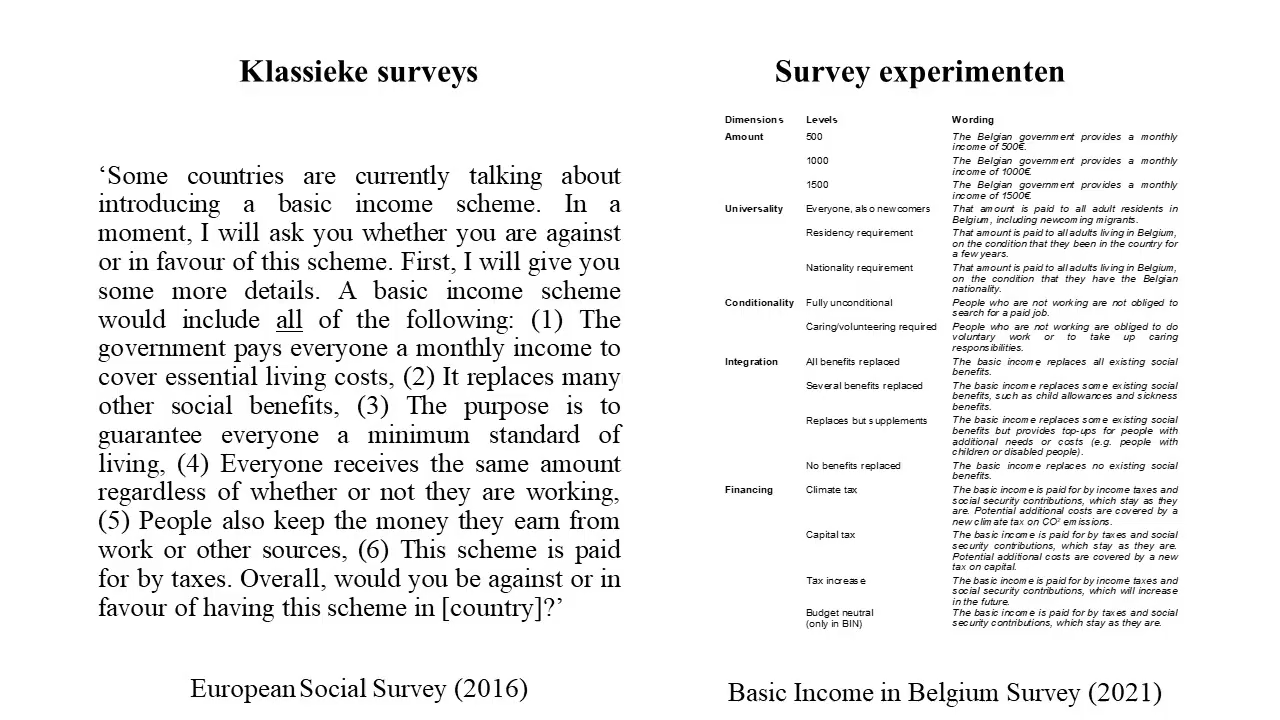 Klassieke surveys
‘Some countries are currently talking about
introducing a basic income scheme. In a
moment, I will ask you whether you are against
or in favour of this scheme. First, I will give you
some more details. A basic income scheme
would include all of the following: (1) The
government pays everyone a monthly income to
cover essential living costs, (2) It replaces many
other social benefits, (3) The purpose is to
guarantee everyone a minimum standard of
living, (4) Everyone receives the same amount
regardless of whether or not they are working,
(5) People also keep the money they earn from
work or other sources, (6) This scheme is paid
for by taxes. Overall, would you be against or in
favour of having this scheme in [country]?’
European Social Survey (2016)
Survey experimenten
Dimensions Levels Wording
Amount 500 The Belgian government provides a monthly
income of 500€.
1000 The Belgian government provides a monthly
income of 1000€.
1500 The Belgian government provides a monthly
income of 1500€.
Universality Everyone, also newcomers That amount is paid to all adult residents in
Belgium, including newcoming migrants.
Residency requirement That amount is paid to all adults living in Belgium,
on the condition that they been in the country for
a few years.
Nationality requirement That amount is paid to all adults living in Belgium,
on the condition that they have the Belgian
nationality.
Conditionality Fully unconditional People who are not working are not obliged to
search for a paid job.
Caring/volunteering required People who are not working are obliged to do
voluntary work or to take up caring
responsibilities.
Integration All benefits replaced The basic income replaces all existing social
benefits.
Several benefits replaced The basic income replaces some existing social
benefits, such as child allowances and sickness
benefits.
Replaces but supplements The basic income replaces some existing social
benefits but provides top-ups for people with
additional needs or costs (e.g. people with
children or disabled people).
No benefits replaced The basic income replaces no existing social
benefits.
Financing Climate tax The basic income is paid for by income taxes and
social security contributions, which stay as they
are. Potential additional costs are covered by a
new climate tax on CO² emissions.
Capital tax The basic income is paid for by taxes and social
security contributions, which stay as they are.
Potential additional costs are covered by a new
tax on capital.
Tax increase The basic income is paid for by income taxes and
social security contributions, which will increase
in the future.
Budget neutral The basic income is paid for by taxes and social
(only in BIN) security contributions, which stay as they are.
Basic Income in Belgium Survey (2021)